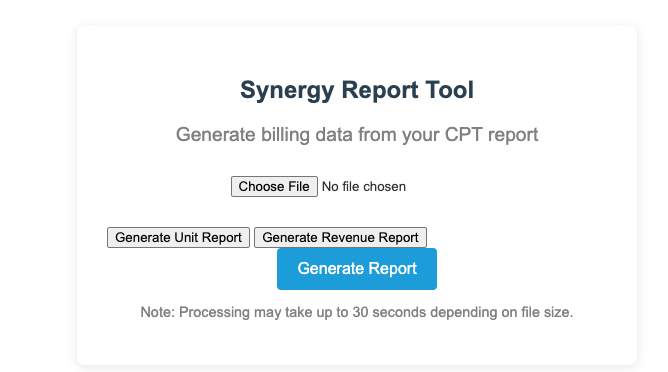 Synergy Report Tool
Generate billing data from your CPT report
Choose File No file chosen
Generate Unit Report Generate Revenue Report
Generate Report
Note: Processing may take up to 30 seconds depending on file size.